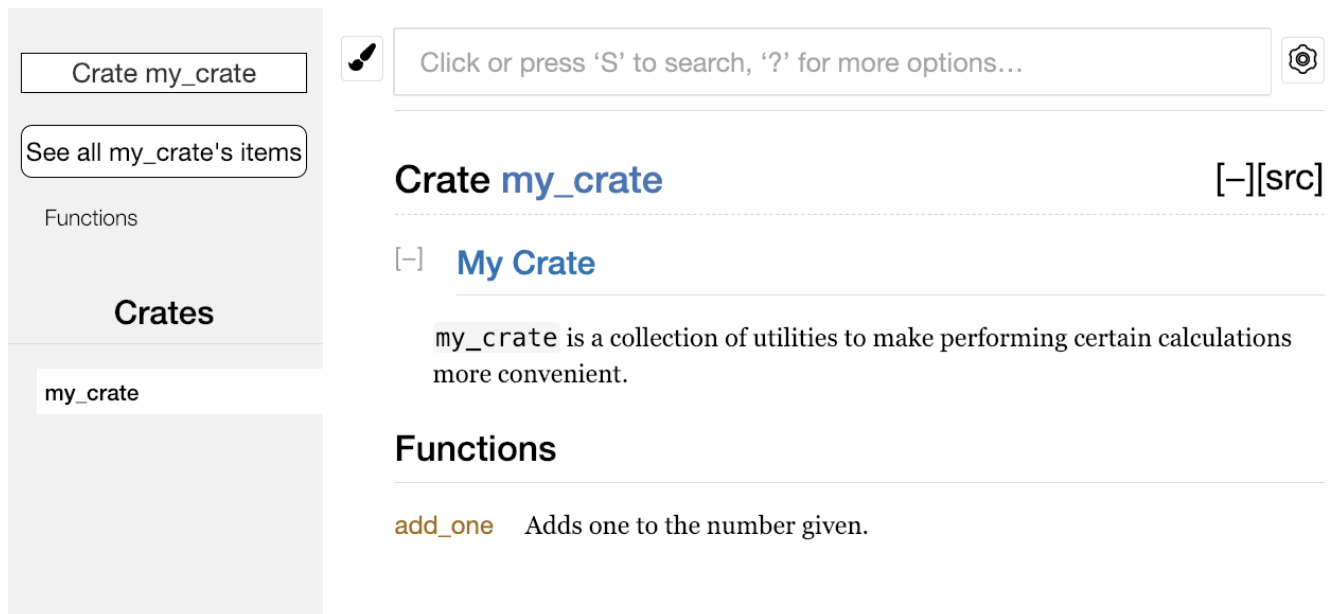 Crate my_crate
See all my_crate's items
Functions
Crates
my_crate
Click or press ‘S’ to search, ‘?’ for more options…
Crate my_crate [−][src]
[−] My Crate
my_crate is a collection of utilities to make performing certain calculations
more convenient.
Functions
add_one Adds one to the number given.